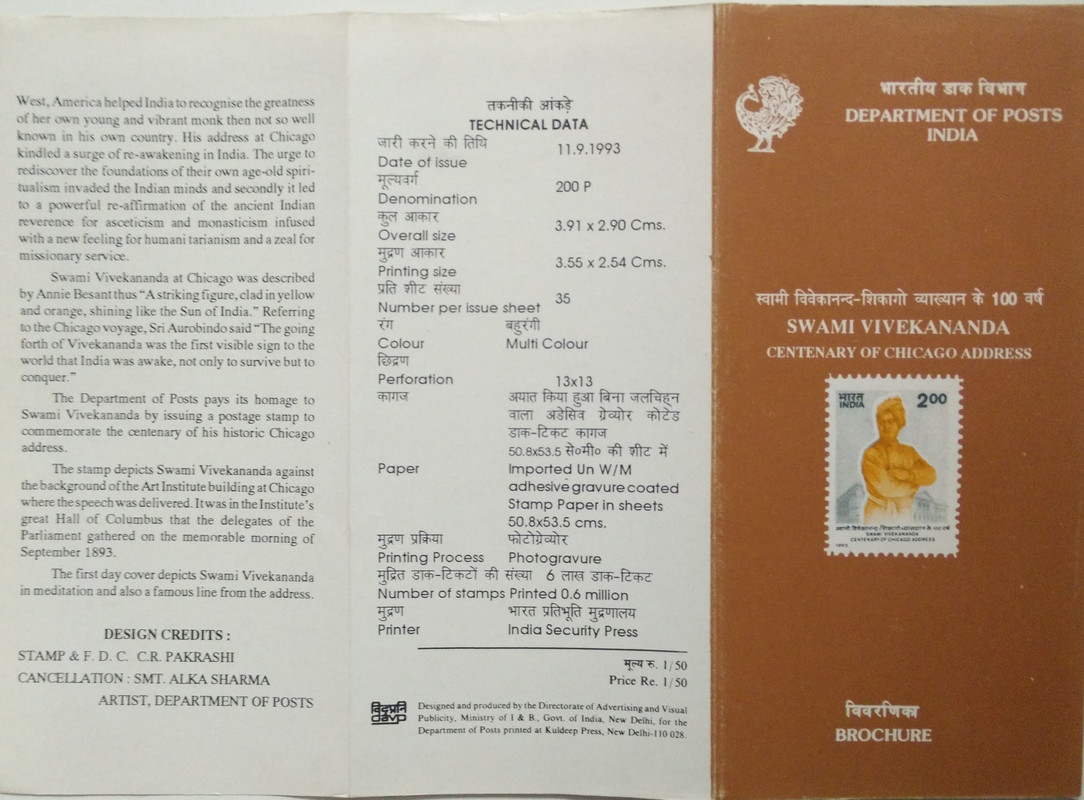 West, America helped India to recognise the greatness
of her own young and vibrant monk then not so well
known in his own country. His address at Chicago
kindled a surge of re-awakening in India. The urge to
rediscover the foundations of their own age-old spiri-
tualism invaded the Indian minds and secondly it led
to a powerful re-affirmation of the ancient Indian
reverence for asceticism and monasticism infused
with a new feeling for humani tarianism and a zeal for
missionary service.
Swami Vivekananda at Chicago was described
by Annie Besant thus “A striking figure, clad in yellow
and orange, shining like the Sun of India.” Referring
to the Chicago voyage, Sri Aurobindo said “The going
forth of Vivekananda was the first visible sign to the
world that India was awake, not only to survive but to
conquer.”
The Department of Posts pays its homage to
Swami Vivekananda by issuing a postage stamp to
commemorate the centenary of his historic Chicago
address.
The stamp depicts Swami Vivekananda against
the background of the Art Institute building at Chicago
where the speech was delivered. It was in the Institute's
great Hall of Columbus that the delegates of the
Parliament gathered on the memorable morning of
September 1893.
The first day cover depicts Swami Vivekananda
in meditation and also a famous line from the address.
DESIGN CREDITS :
STAMP & F. D. C. C.R. PAKRASHI
CANCELLATION : SMT. ALKA SHARMA
ARTIST, DEPARTMENT OF POSTS
तकनीकी आंकड़े
TECHNICAL DATA
जारी करने की तिथि
Date of issue 11.9.1993
मूल्यवर्ग
Denomination 200 P
कुल आकार
Overall size 3.91 x 2.90 Cms.
मुद्रण आकार
Printing size 3.55 x 2.54 Cms.
प्रति शीट संख्या
Number per issue sheet 35
रंग बहुरंगी
Colour Multi Colour
छिद्रण
Perforation 13x13
कागज अयात किया हुआ बिना जलचिहन
वाला अडेसिव ग्रेव्योर कोटेड
डाक-टिकट कागज
50.8x53.5 से०मी० की शीट में
Paper Imported Un W/M
adhesive gravure coated
Stamp Paper in sheets
50.8x53.5 cms.
मुद्रण प्रक्रिया फोटोग्रेव्योर
Printing Process Photogravure
मुद्रित डाक-टिकटों की संख्या 6 लाख डाक-टिकट
Number of stamps Printed 0.6 million
मुद्रण भारत प्रतिभूति मुद्रणालय
Printer India Security Press
मूल्य रु. 1/50
Price Re. 1/50
विदृप्रनि
davp
Designed and produced by the Directorate of Advertising and Visual
Publicity, Ministry of I & B., Govt. of India, New Delhi, for the
Department of Posts printed at Kuldeep Press, New Delhi-110 028.
भारतीय डाक विभाग
DEPARTMENT OF POSTS
INDIA
स्वामी विवेकानन्द-शिकागो व्याख्यान के 100 वर्ष
SWAMI VIVEKANANDA
CENTENARY OF CHICAGO ADDRESS
भारत 2.00
INDIA
स्वामी विवेकानन्द-शिकागो व्याख्यान के १०० वर्ष
SWAMI VIVEKANANDA
CENTENARY OF CHICAGO ADDRESS
1993
विवरणिका
BROCHURE